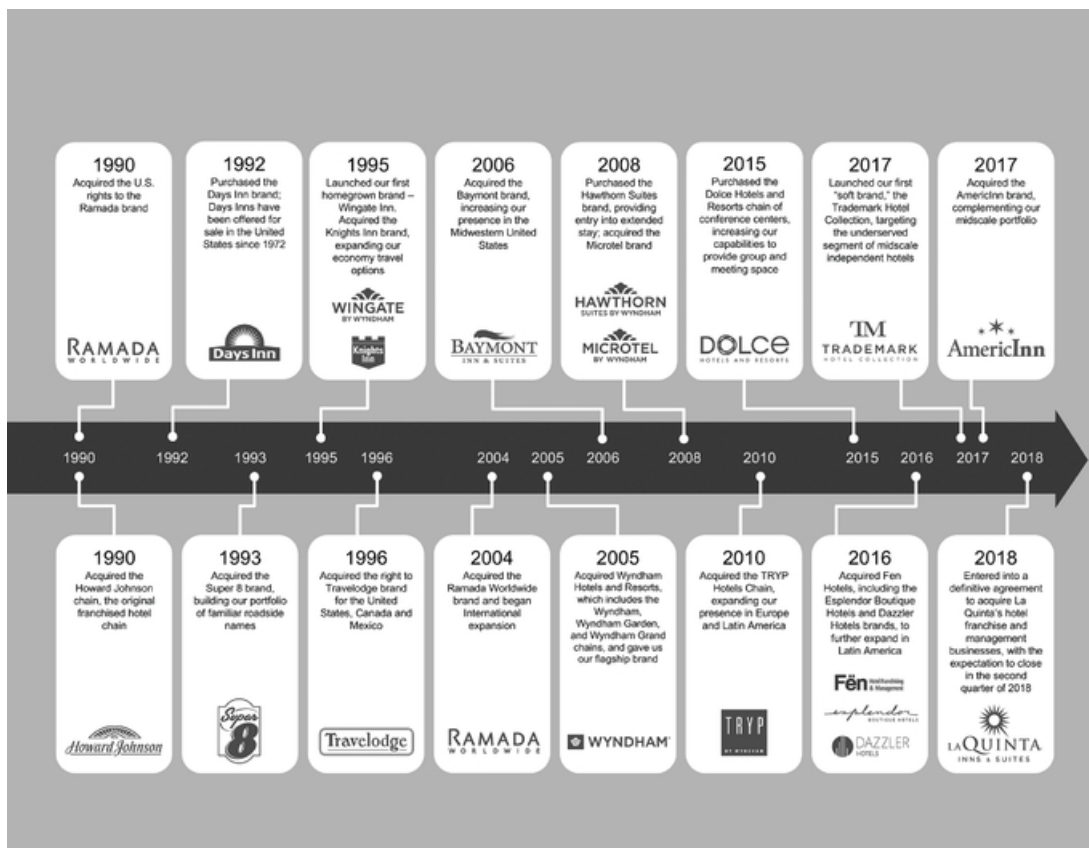 1990
Acquired the U.S.
rights to the
Ramada brand
RAMADA
WORLDWIDE
1992
Purchased the
Days Inn brand;
Days Inns have
been offered for
sale in the United
States since 1972
Days Inn
1995
Launched our first
homegrown brand –
Wingate Inn.
Acquired the
Knights Inn brand,
expanding our
economy travel
options
WINGATE
BY WYNDHAM
Knights
Inn
2006
Acquired the
Baymont brand,
increasing our
presence in the
Midwestern United
States
BAYMONT
INN & SUITES
2008
Purchased the
Hawthorn Suites
brand, providing
entry into extended
stay; acquired the
Microtel brand
HAWTHORN
SUITES BY WYNDHAM
MICROTEL
BY WYNDHAM
2015
Purchased the
Dolce Hotels and
Resorts chain of
conference centers,
increasing our
capabilities to
provide group and
meeting space
DOLCE
HOTELS AND RESORTS
2017
Launched our first
"soft brand," the
Trademark Hotel
Collection, targeting
the underserved
segment of midscale
independent hotels
TM
TRADEMARK
HOTEL COLLECTION
2017
Acquired the
AmericInn brand,
complementing our
midscale portfolio
AmericInn
1990 1992 1993 1995 1996 2004 2005 2006 2008 2010 2015 2016 2017 2018
1990
Acquired the
Howard Johnson
chain, the original
franchised hotel
chain
Howard Johnson
1993
Acquired the
Super 8 brand,
building our portfolio
of familiar roadside
names
Super
8
1996
Acquired the right to
Travelodge brand
for the United
States, Canada and
Mexico
Travelodge
2004
Acquired the
Ramada Worldwide
brand and began
International
expansion
RAMADA
WORLDWIDE
2005
Acquired Wyndham
Hotels and Resorts,
which includes the
Wyndham,
Wyndham Garden,
and Wyndham Grand
chains, and gave us
our flagship brand
WYNDHAM
2010
Acquired the TRYP
Hotels Chain,
expanding our
presence in Europe
and Latin America
TRYP
BY WYNDHAM
2016
Acquired Fen
Hotels, including the
Esplendor Boutique
Hotels and Dazzler
Hotels brands, to
further expand in
Latin America
Fën Hotel Franchising
& Management
esplendor
BOUTIQUE HOTELS
DAZZLER
HOTELS
2018
Entered into a
definitive agreement
to acquire La
Quinta's hotel
franchise and
management
businesses, with the
expectation to close
in the second
quarter of 2018
LA QUINTA
INNS & SUITES